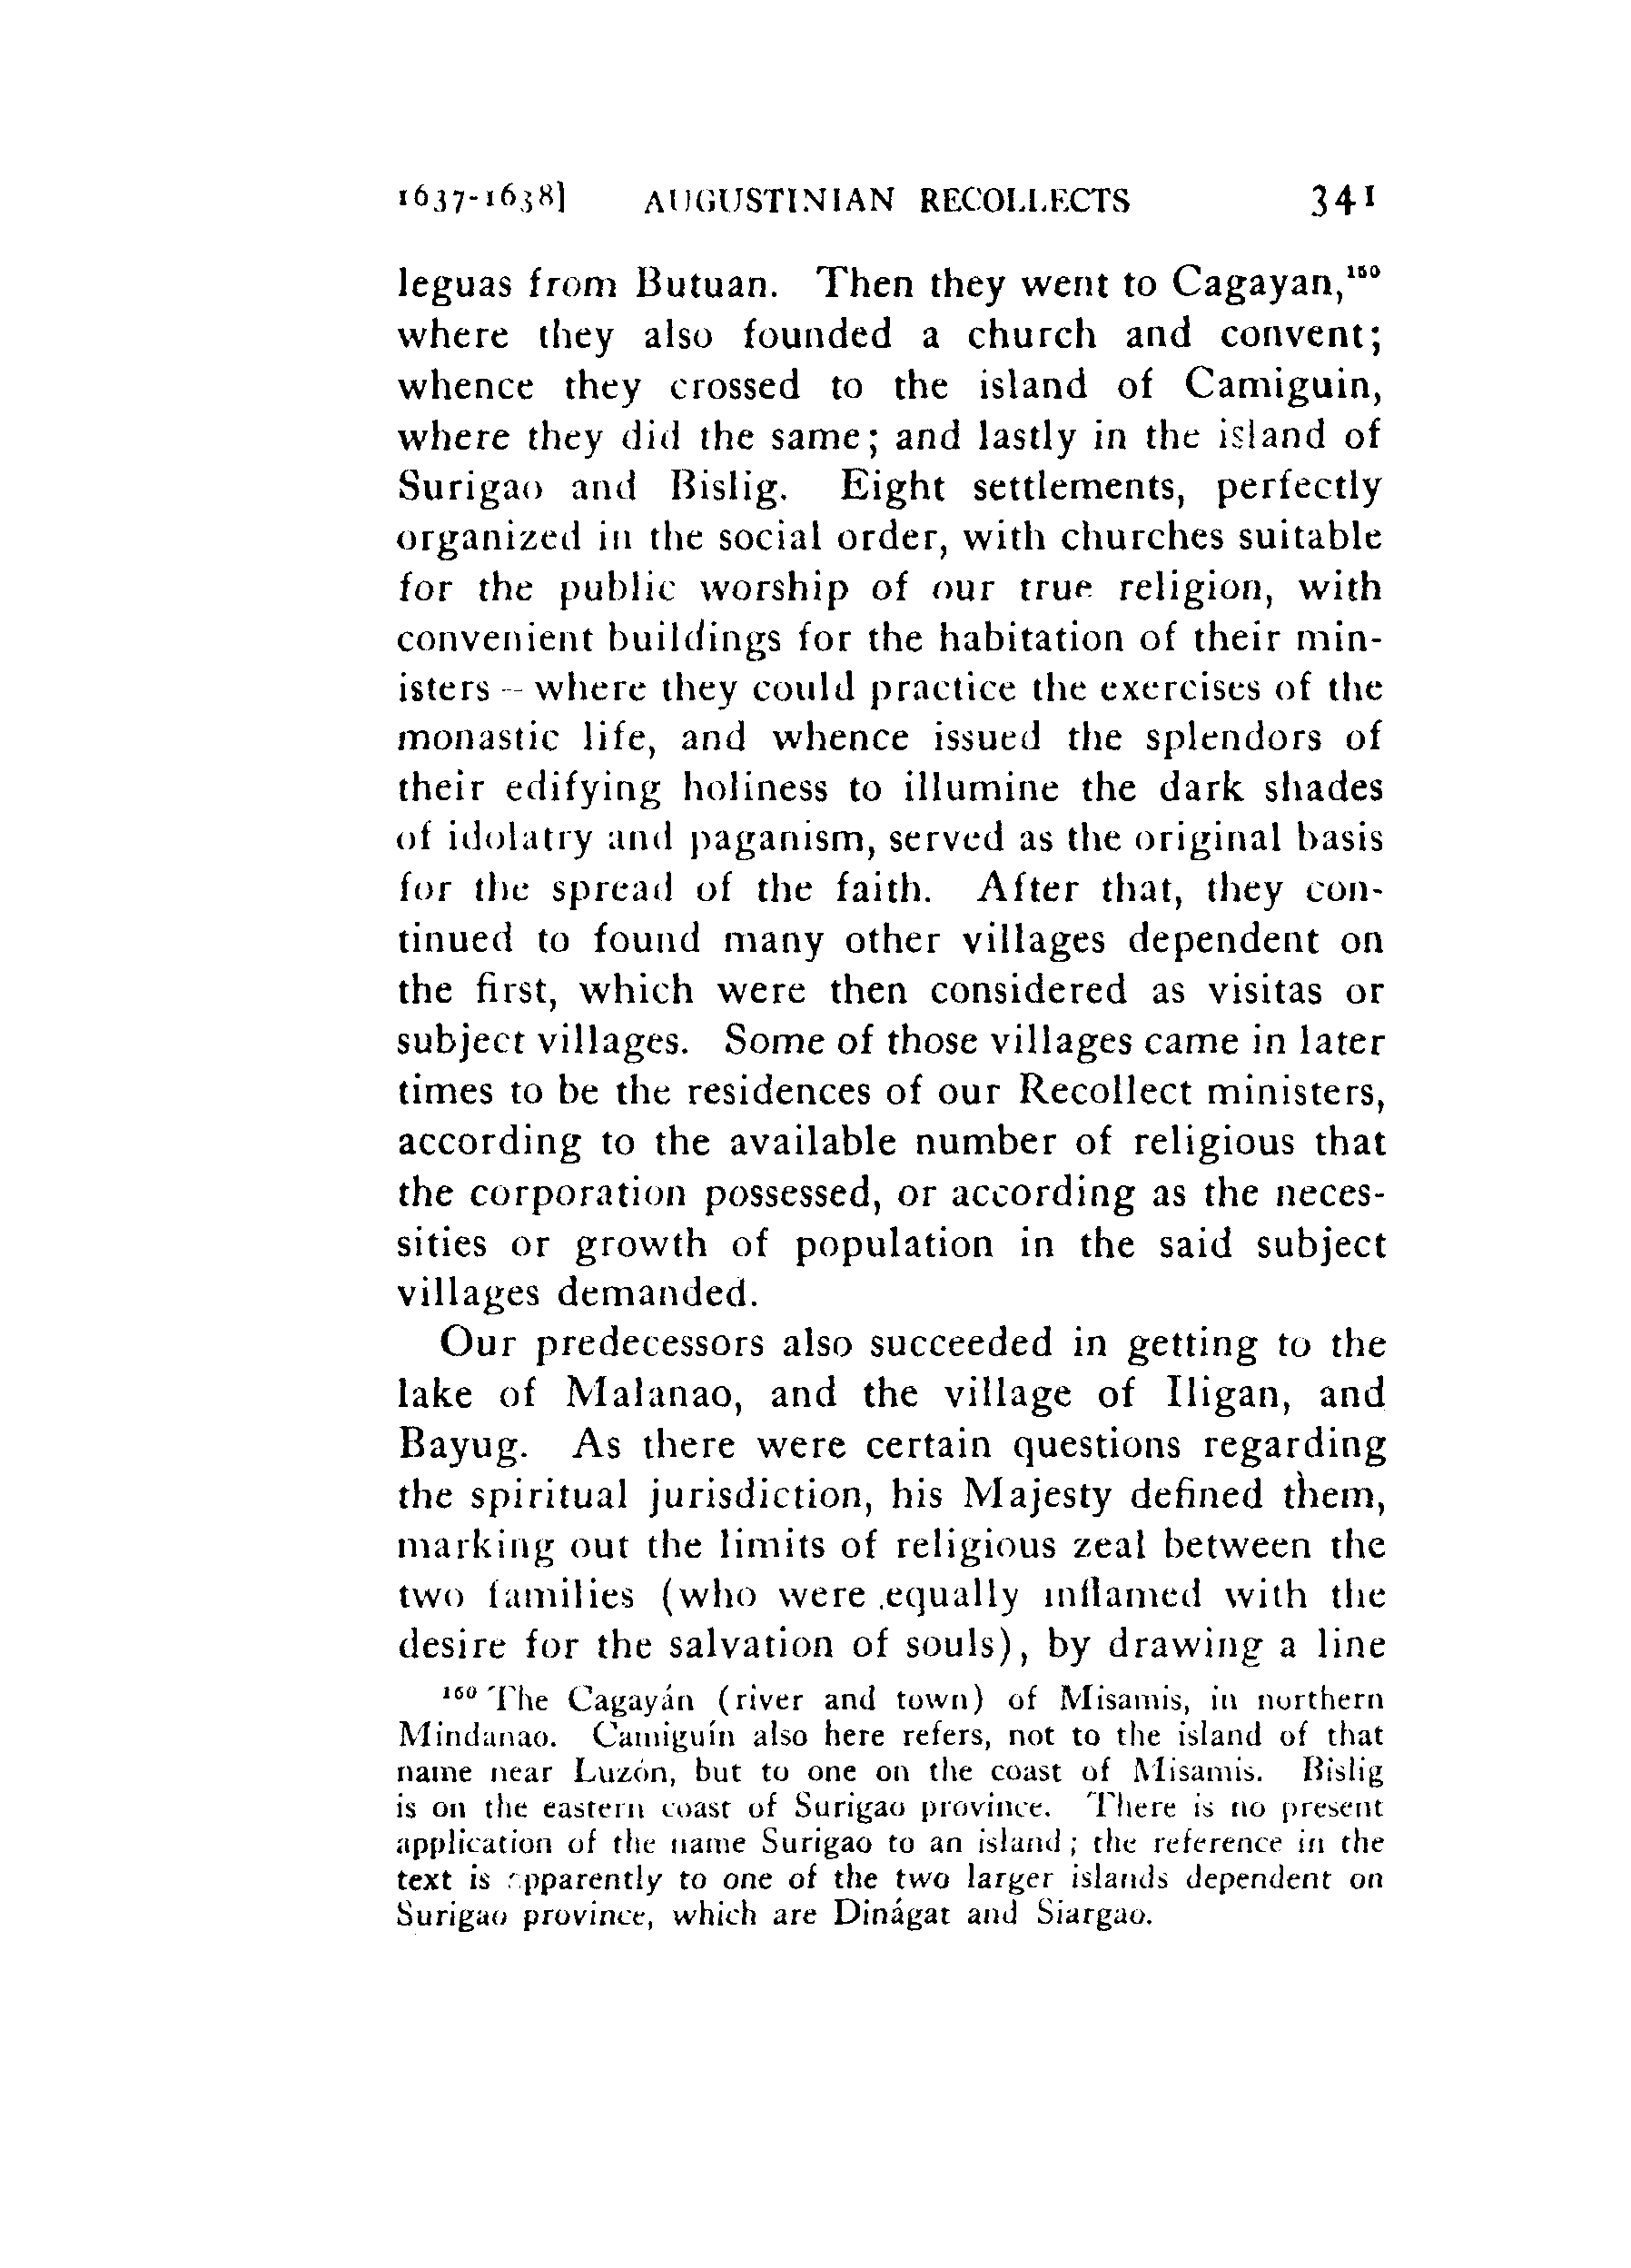 1637-1638] AUGUSTINIAN RECOLLECTS 341
leguas from Butuan. Then they went to Cagayan,¹⁶⁰
where they also founded a church and convent;
whence they crossed to the island of Camiguin,
where they did the same; and lastly in the island of
Surigao and Bislig. Eight settlements, perfectly
organized in the social order, with churches suitable
for the public worship of our true religion, with
convenient buildings for the habitation of their min-
isters – where they could practice the exercises of the
monastic life, and whence issued the splendors of
their edifying holiness to illumine the dark shades
of idolatry and paganism, served as the original basis
for the spread of the faith. After that, they con-
tinued to found many other villages dependent on
the first, which were then considered as visitas or
subject villages. Some of those villages came in later
times to be the residences of our Recollect ministers,
according to the available number of religious that
the corporation possessed, or according as the neces-
sities or growth of population in the said subject
villages demanded.
Our predecessors also succeeded in getting to the
lake of Malanao, and the village of Iligan, and
Bayug. As there were certain questions regarding
the spiritual jurisdiction, his Majesty defined them,
marking out the limits of religious zeal between the
two families (who were equally inflamed with the
desire for the salvation of souls), by drawing a line
¹⁶⁰ The Cagayán (river and town) of Misamis, in northern
Mindanao. Camiguín also here refers, not to the island of that
name near Luzón, but to one on the coast of Misamis. Bislig
is on the eastern coast of Surigao province. There is no present
application of the name Surigao to an island; the reference in the
text is apparently to one of the two larger islands dependent on
Surigao province, which are Dinágat and Siargao.